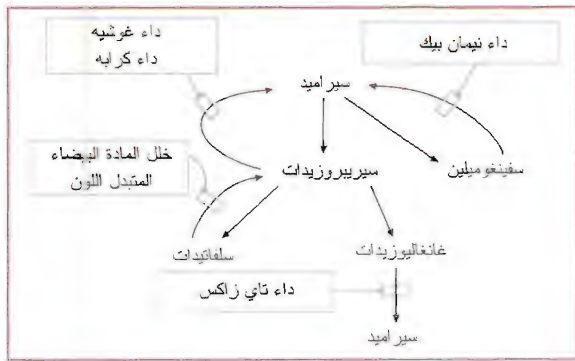 داء غوشيه
داء كرابه
داء نيمان بيك
سيراميد
خلل المادة البيضاء
المتبدل اللون
سيريبروزيدات
سفينغوميلين
سلفاتيدات
غانغاليوزيدات
داء تاي زاكس
سيراميد